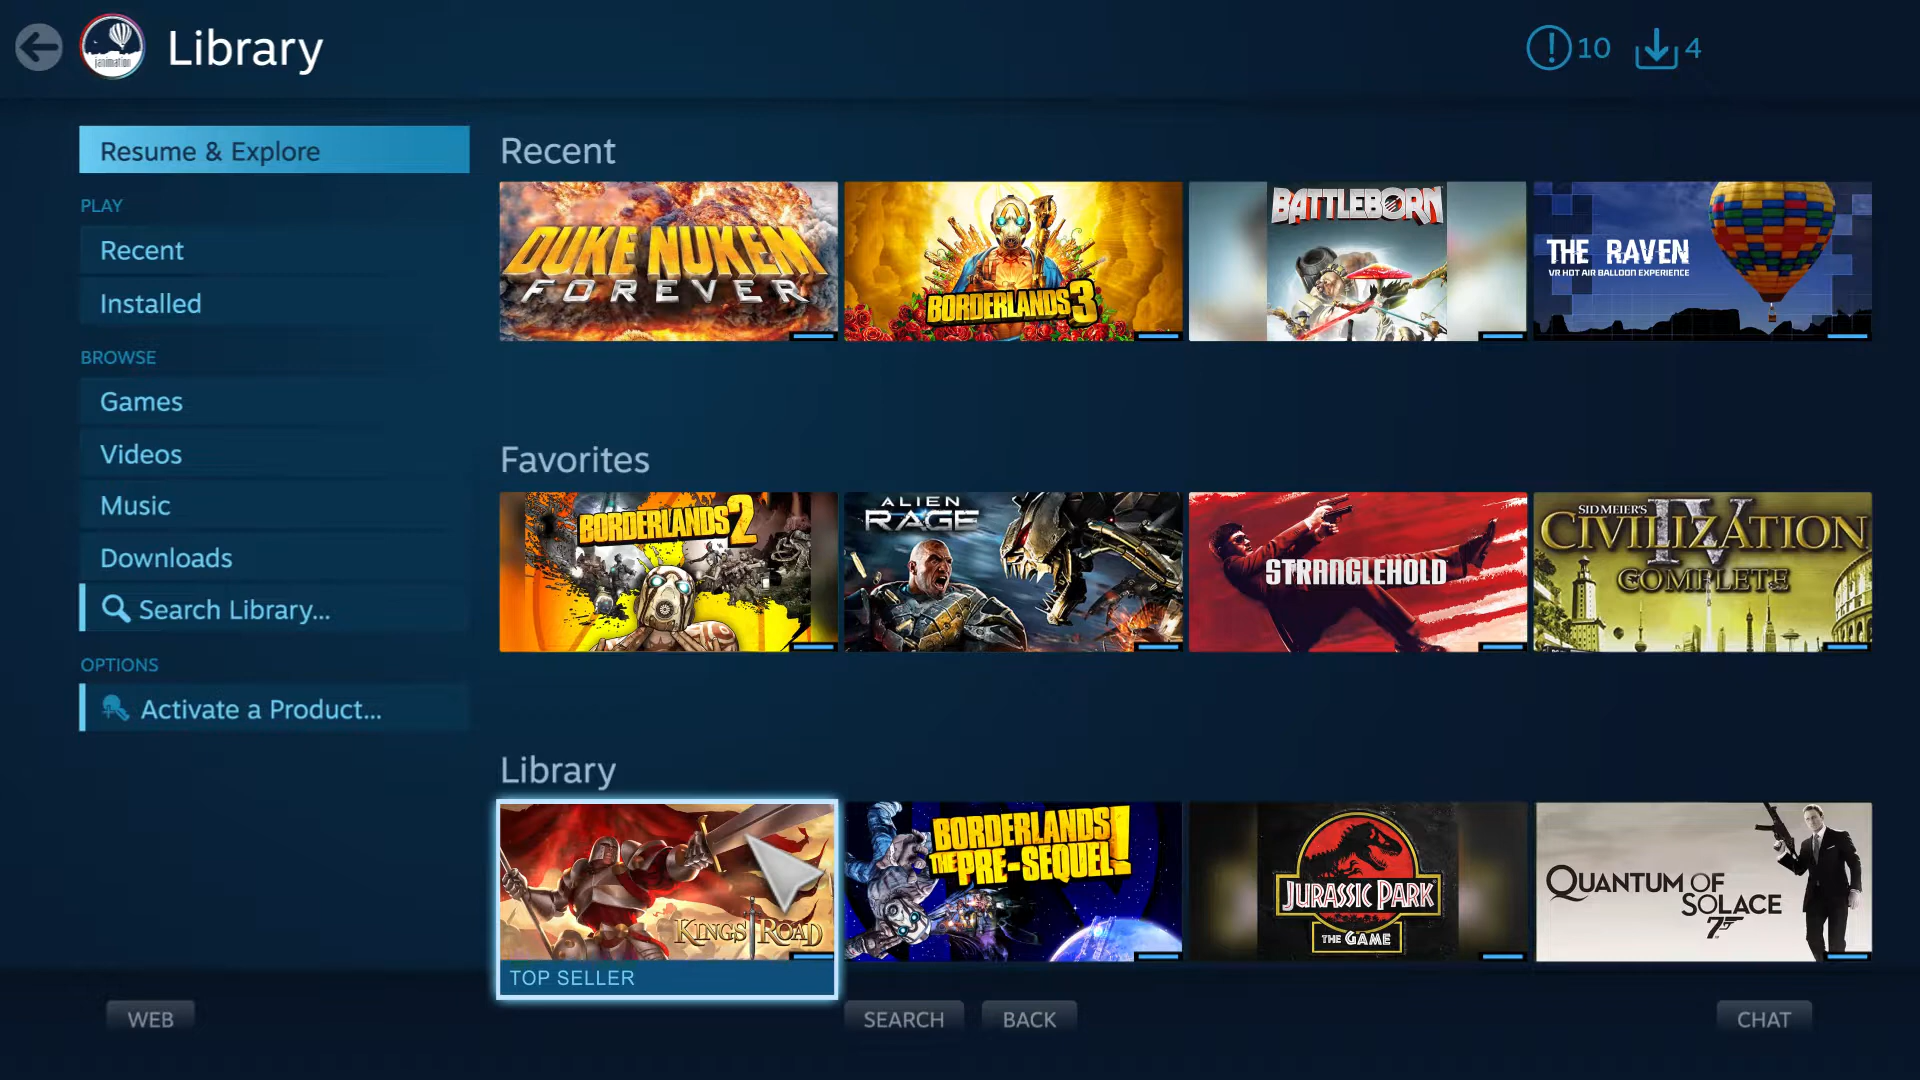 janimation
Library
10
4
Resume & Explore
PLAY
Recent
Installed
BROWSE
Games
Videos
Music
Downloads
Search Library...
OPTIONS
Activate a Product...
Recent
DUKE NUKEM
FOREVER
BORDERLANDS 3
BATTLEBORN
THE RAVEN
VR HOT AIR BALLOON EXPERIENCE
Favorites
BORDERLANDS 2
ALIEN
RAGE
STRANGLEHOLD
SID MEIER'S
CIVILIZATION IV
COMPLETE
Library
KINGSROAD
TOP SELLER
BORDERLANDS
THE PRE-SEQUEL!
JURASSIC PARK
THE GAME
QUANTUM OF
SOLACE
007
WEB
SEARCH
BACK
CHAT